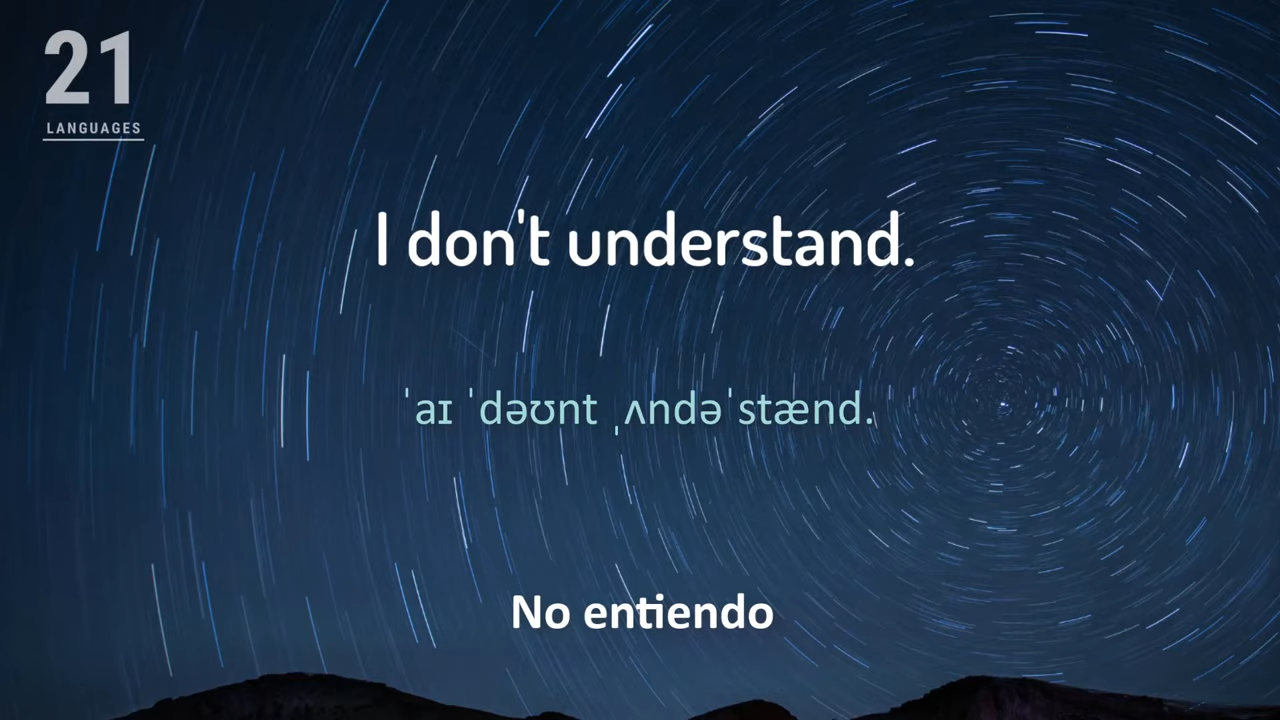 21
LANGUAGES
I don't understand.
ˈaɪ ˈdəʊnt ˌʌndəˈstænd.
No entiendo